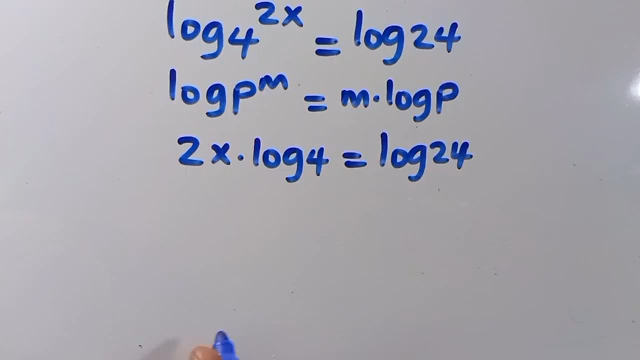 log4^2x = log24
logp^m = m·logp
2x·log4 = log24